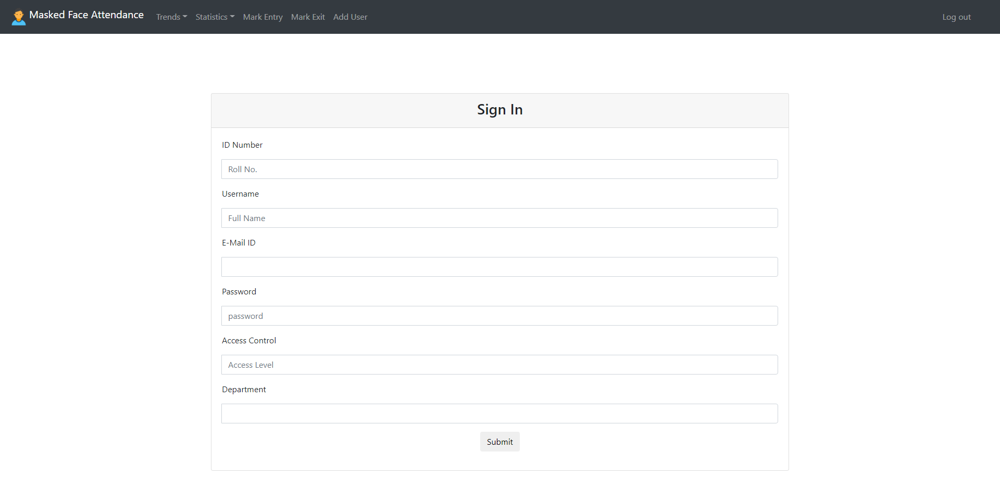 Masked Face Attendance Trends Statistics Mark Entry Mark Exit Add User Log out
Sign In
ID Number
Roll No.
Username
Full Name
E-Mail ID
Password
password
Access Control
Access Level
Department
Submit